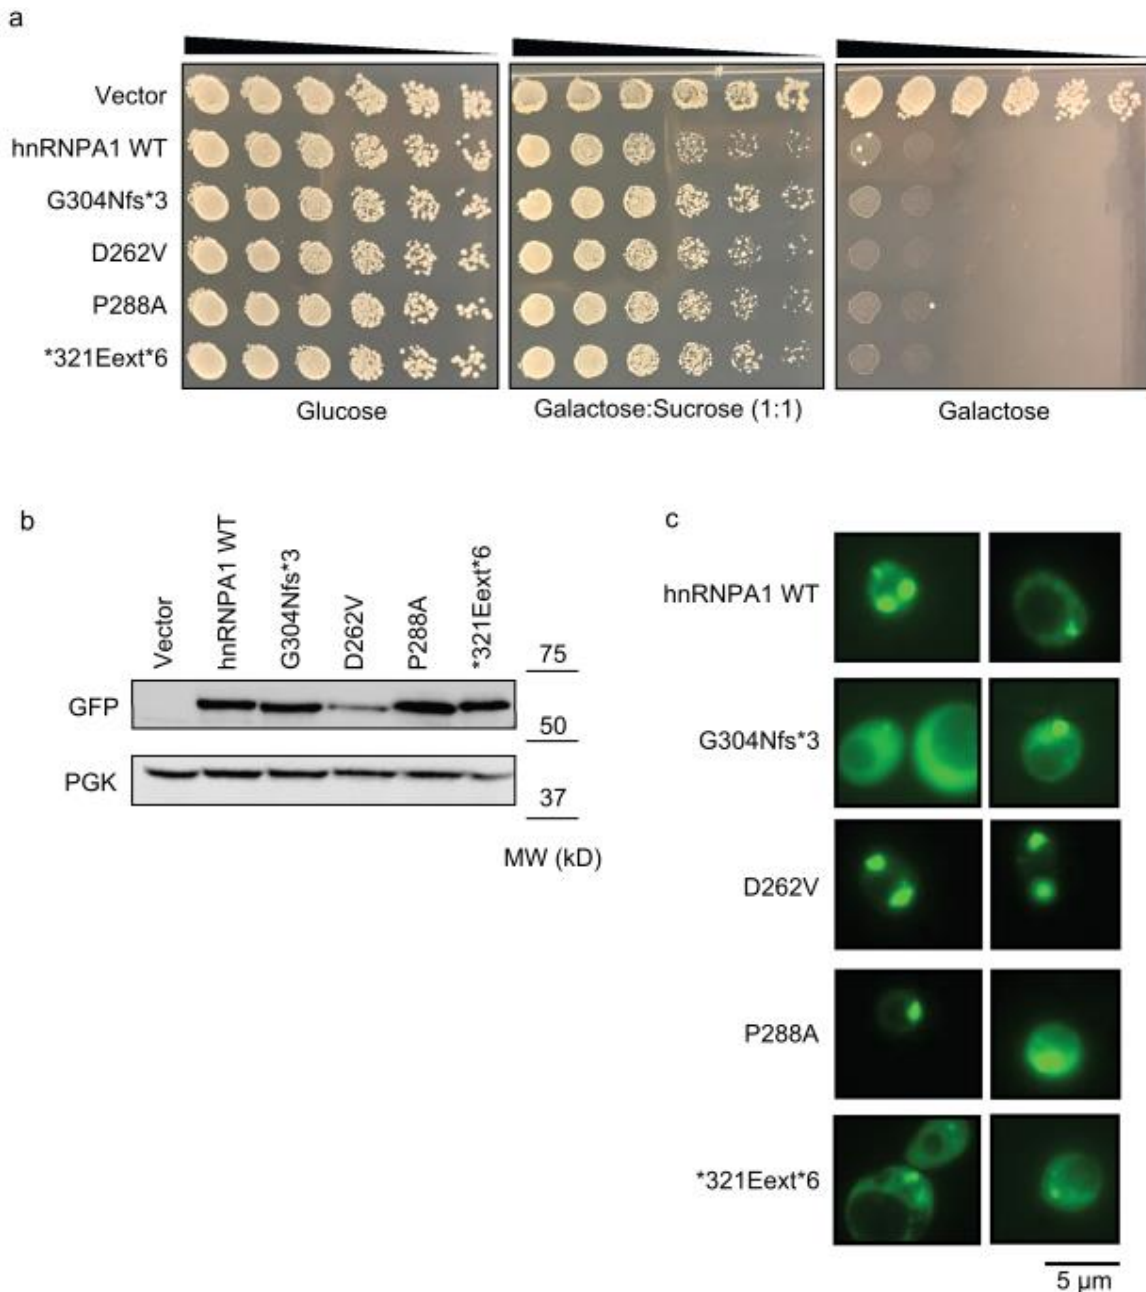 a
Vector
hnRNPA1 WT
G304Nfs*3
D262V
P288A
*321Eext*6
Glucose
Galactose:Sucrose (1:1)
Galactose
b
Vector
hnRNPA1 WT
G304Nfs*3
D262V
P288A
*321Eext*6
75
GFP
50
PGK
37
MW (kD)
c
hnRNPA1 WT
G304Nfs*3
D262V
P288A
*321Eext*6
5 µm